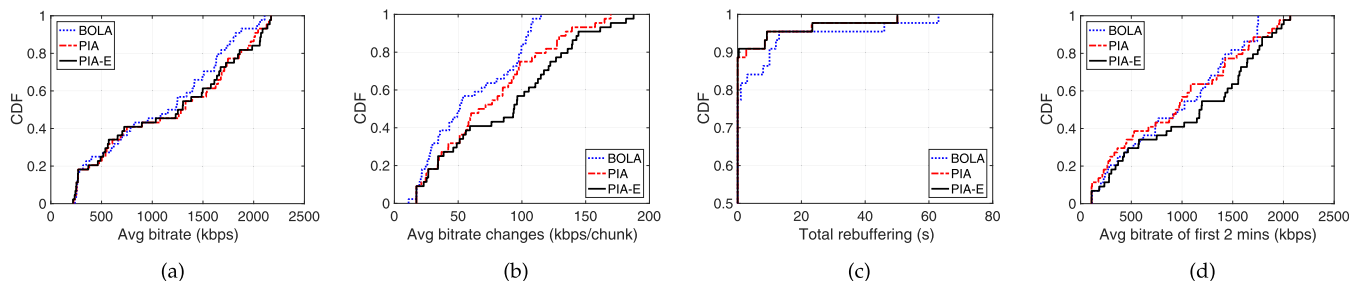 CDF
1
0.8
0.6
0.4
0.2
0
BOLA
PIA
PIA-E
0 500 1000 1500 2000 2500
Avg bitrate (kbps)
(a)
CDF
1
0.8
0.6
0.4
0.2
0
BOLA
PIA
PIA-E
0 50 100 150 200
Avg bitrate changes (kbps/chunk)
(b)
CDF
1
0.9
0.8
0.7
0.6
0.5
BOLA
PIA
PIA-E
0 20 40 60 80
Total rebuffering (s)
(c)
CDF
1
0.8
0.6
0.4
0.2
0
BOLA
PIA
PIA-E
0 500 1000 1500 2000 2500
Avg bitrate of first 2 mins (kbps)
(d)